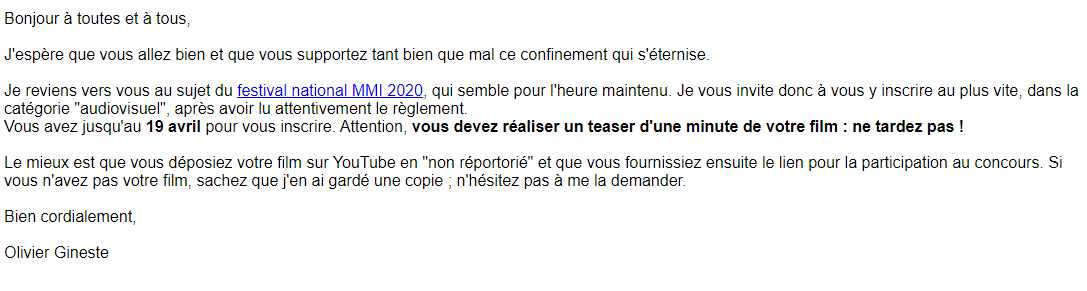 Bonjour à toutes et à tous,
J'espère que vous allez bien et que vous supportez tant bien que mal ce confinement qui s'éternise.
Je reviens vers vous au sujet du festival national MMI 2020, qui semble pour l'heure maintenu. Je vous invite donc à vous y inscrire au plus vite, dans la
catégorie "audiovisuel", après avoir lu attentivement le règlement.
Vous avez jusqu'au 19 avril pour vous inscrire. Attention, vous devez réaliser un teaser d'une minute de votre film : ne tardez pas !
Le mieux est que vous déposiez votre film sur YouTube en "non réportorié" et que vous fournissiez ensuite le lien pour la participation au concours. Si
vous n'avez pas votre film, sachez que j'en ai gardé une copie ; n'hésitez pas à me la demander.
Bien cordialement,
Olivier Gineste